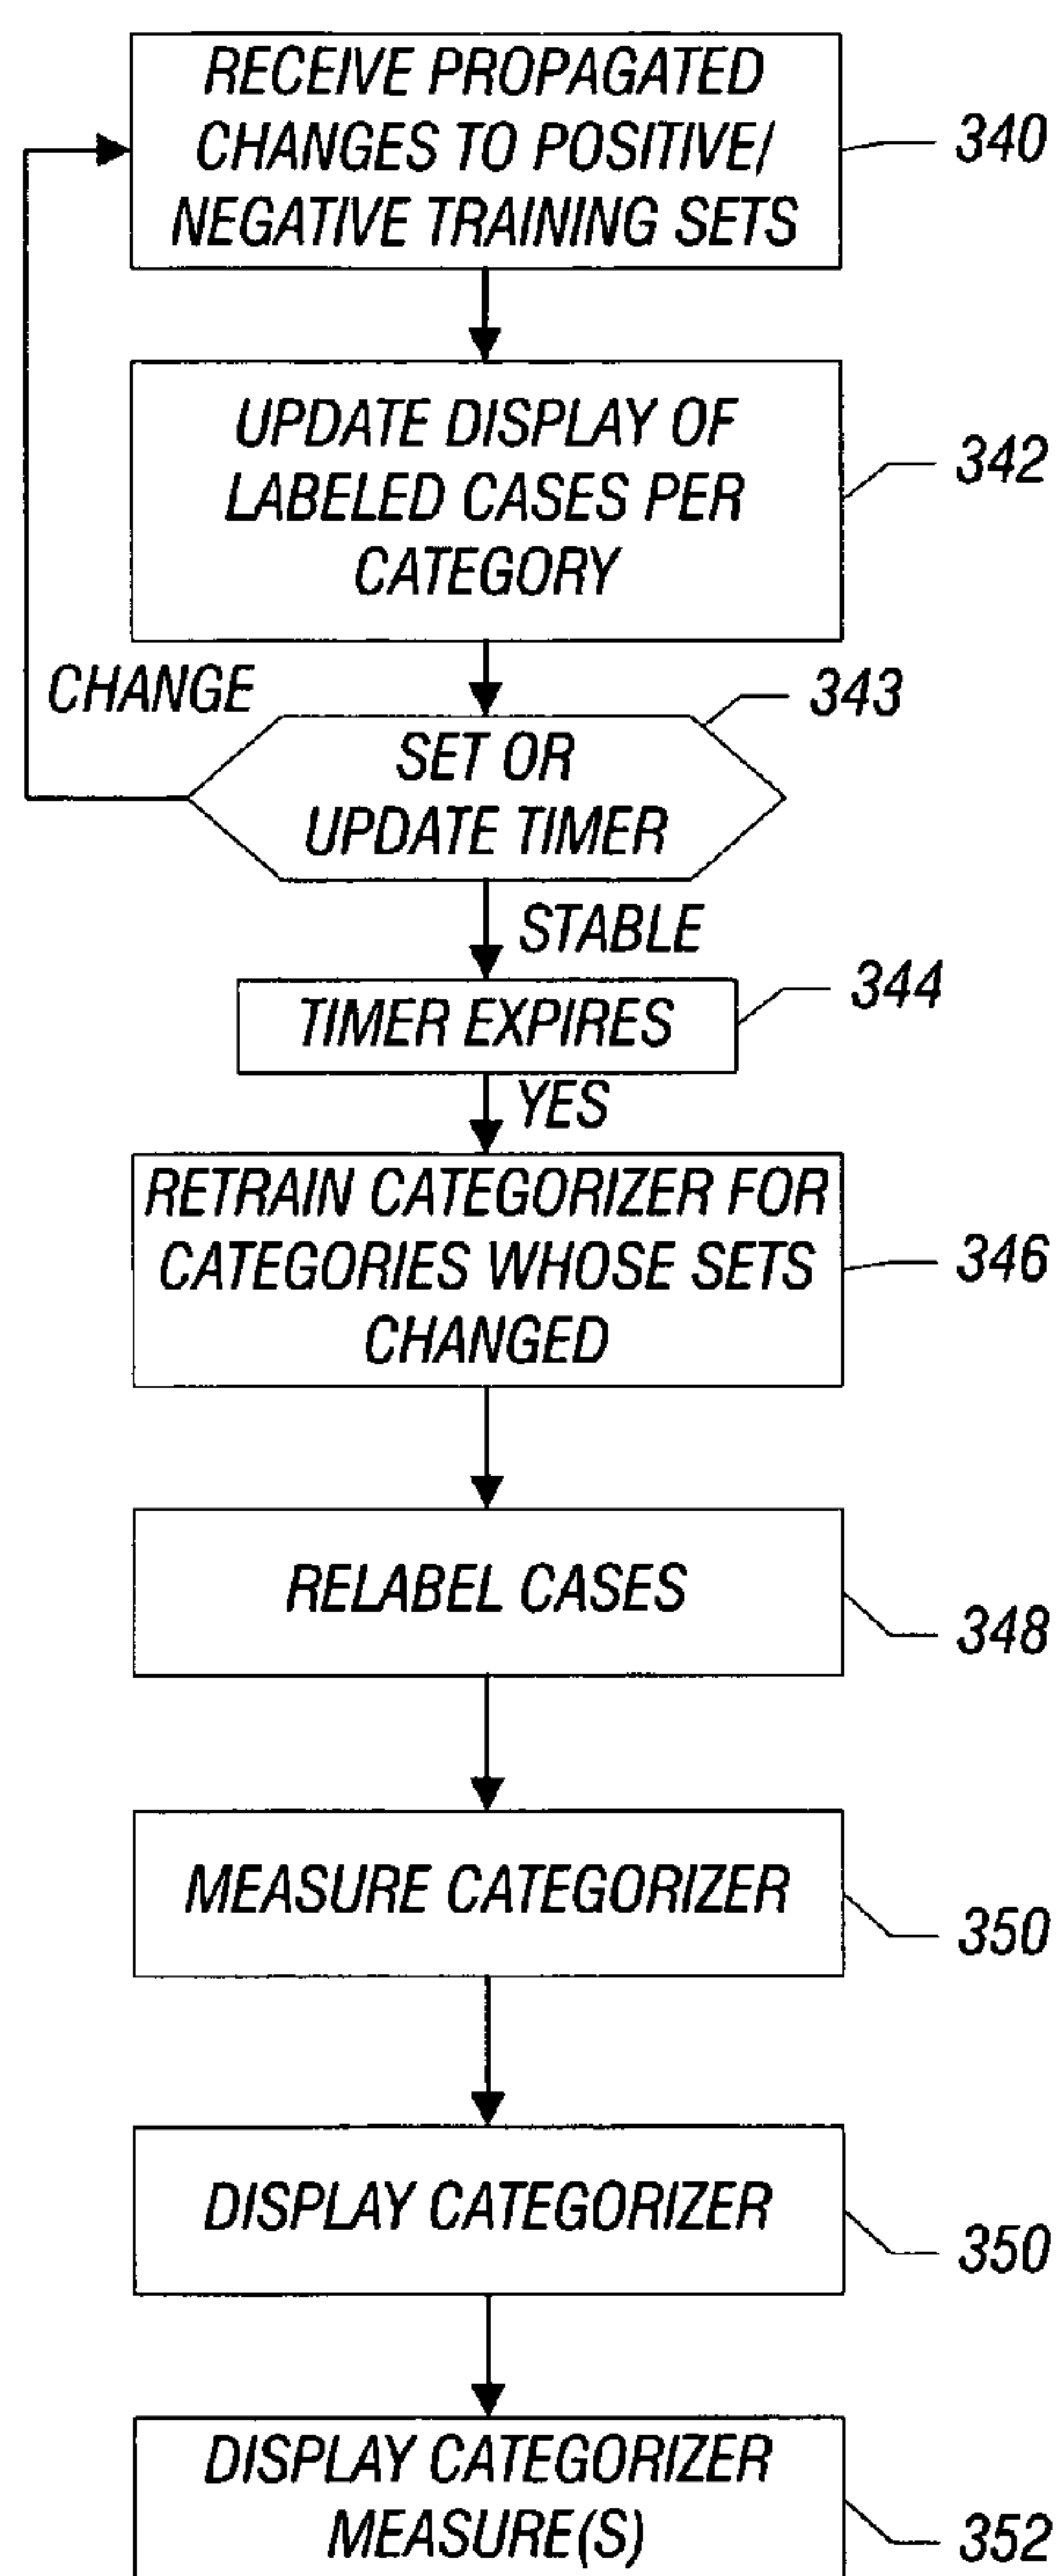 RECEIVE PROPAGATED
CHANGES TO POSITIVE/
NEGATIVE TRAINING SETS
340
UPDATE DISPLAY OF
LABELED CASES PER
CATEGORY
342
CHANGE
343
SET OR
UPDATE TIMER
STABLE
344
TIMER EXPIRES
YES
RETRAIN CATEGORIZER FOR
CATEGORIES WHOSE SETS
CHANGED
346
RELABEL CASES
348
MEASURE CATEGORIZER
350
DISPLAY CATEGORIZER
350
DISPLAY CATEGORIZER
MEASURE(S)
352